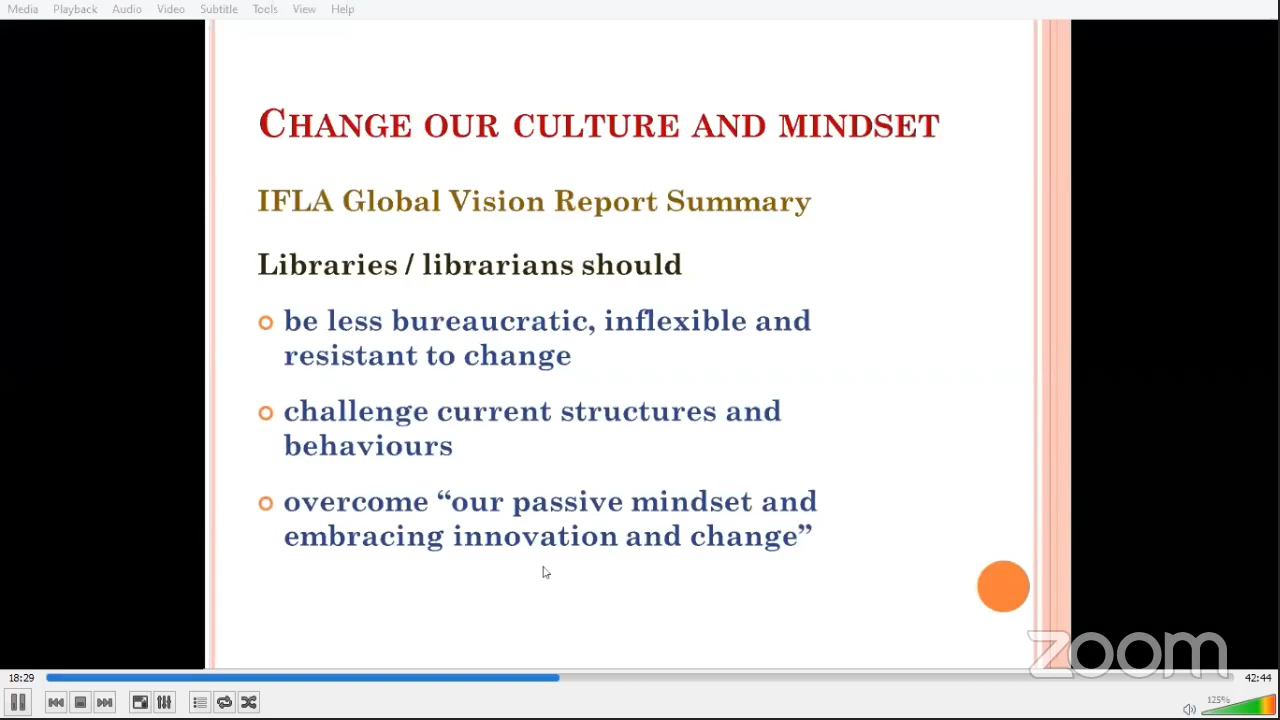 Media Playback Audio Video Subtitle Tools View Help
CHANGE OUR CULTURE AND MINDSET
IFLA Global Vision Report Summary
Libraries / librarians should
be less bureaucratic, inflexible and
resistant to change
challenge current structures and
behaviours
overcome “our passive mindset and
embracing innovation and change”
zoom
18:29 42:44
125%